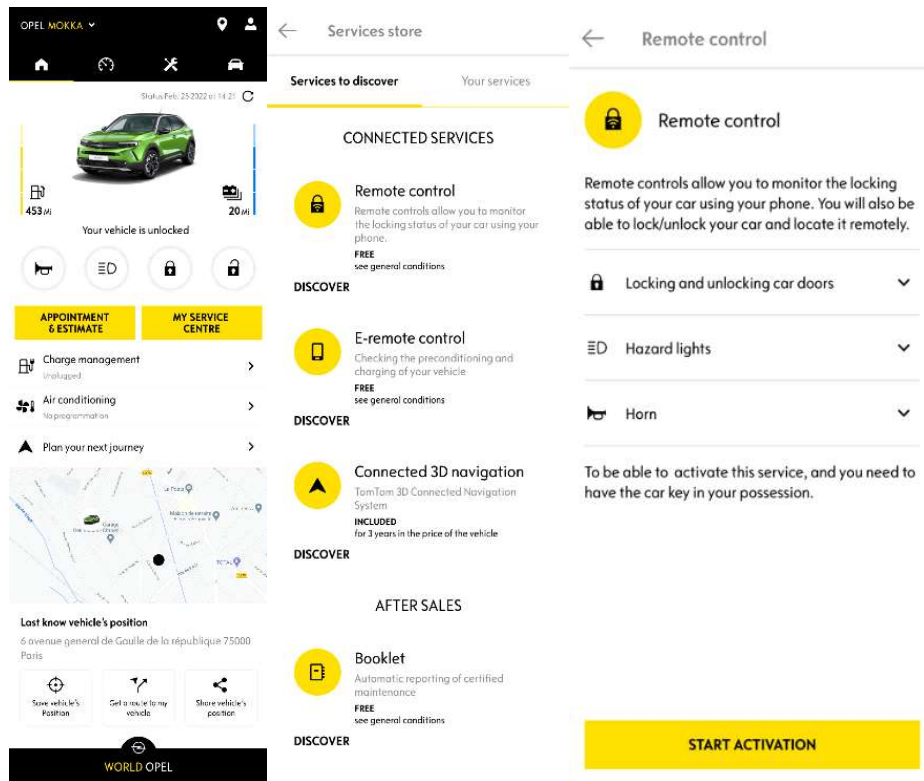 OPEL MOKKA
Status Feb. 25 2022 at 14:21
453 Mi
20 Mi
Your vehicle is unlocked
APPOINTMENT
& ESTIMATE
MY SERVICE
CENTRE
Charge management
Unplugged
Air conditioning
No programmation
Plan your next journey
La Poste
TOTAL
Last know vehicle's position
6 avenue general de Gaulle de la république 75000
Paris
Save vehicle's
Position
Get a route to my
vehicle
Share vehicle's
position
WORLD OPEL
Services store
Services to discover
Your services
CONNECTED SERVICES
Remote control
Remote controls allow you to monitor
the locking status of your car using your
phone.
FREE
see general conditions
DISCOVER
E-remote control
Checking the preconditioning and
charging of your vehicle
FREE
see general conditions
DISCOVER
Connected 3D navigation
TomTom 3D Connected Navigation
System
INCLUDED
for 3 years in the price of the vehicle
DISCOVER
AFTER SALES
Booklet
Automatic reporting of certified
maintenance
FREE
see general conditions
DISCOVER
Remote control
Remote control
Remote controls allow you to monitor the locking
status of your car using your phone. You will also be
able to lock/unlock your car and locate it remotely.
Locking and unlocking car doors
Hazard lights
Horn
To be able to activate this service, and you need to
have the car key in your possession.
START ACTIVATION